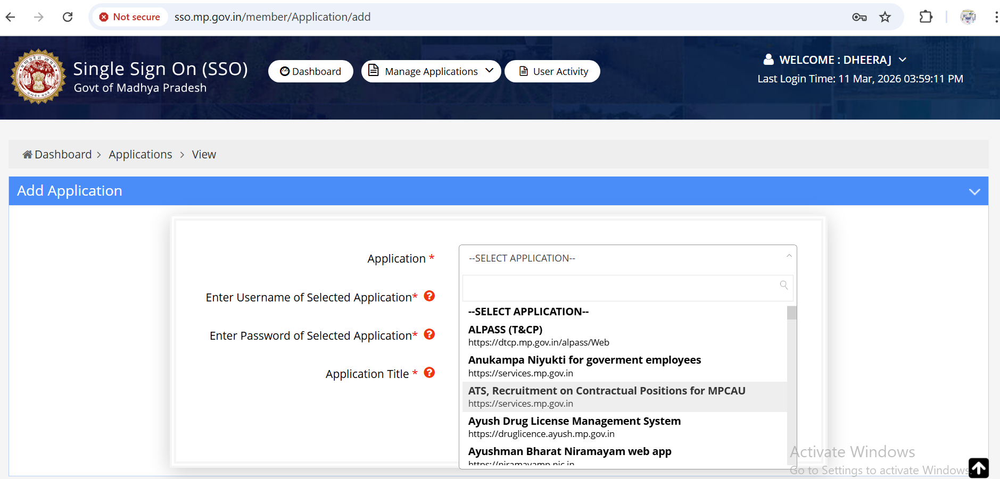 Not secure
sso.mp.gov.in/member/Application/add
Single Sign On (SSO)
Govt of Madhya Pradesh
Dashboard
Manage Applications
User Activity
WELCOME : DHEERAJ
Last Login Time: 11 Mar, 2026 03:59:11 PM
Dashboard > Applications > View
Add Application
Application *
--SELECT APPLICATION--
Enter Username of Selected Application* ?
Enter Password of Selected Application* ?
Application Title * ?
--SELECT APPLICATION--
ALPASS (T&CP)
https://dtcp.mp.gov.in/alpass/Web
Anukampa Niyukti for goverment employees
https://services.mp.gov.in
ATS, Recruitment on Contractual Positions for MPCAU
https://services.mp.gov.in
Ayush Drug License Management System
https://druglicence.ayush.mp.gov.in
Ayushman Bharat Niramayam web app
https://niramayamp.nic.in
Activate Windows
Go to Settings to activate Windows.